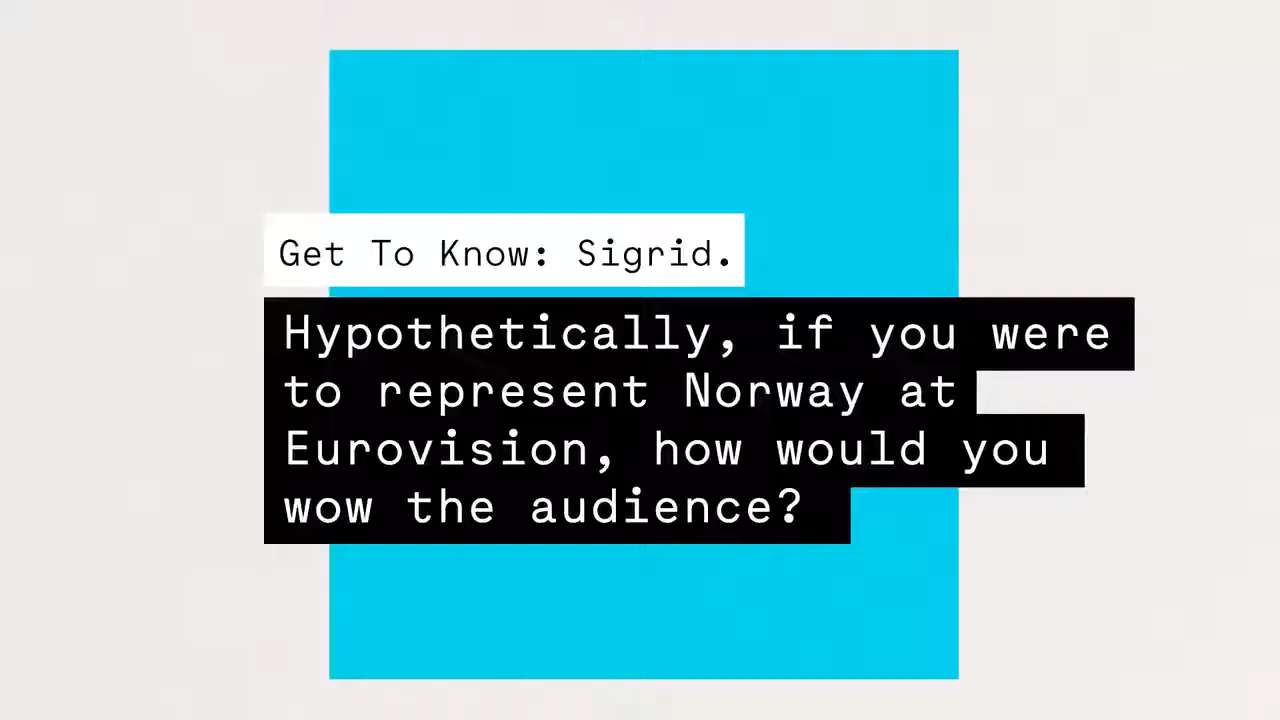 Get To Know: Sigrid.
Hypothetically, if you were
to represent Norway at
Eurovision, how would you
wow the audience?